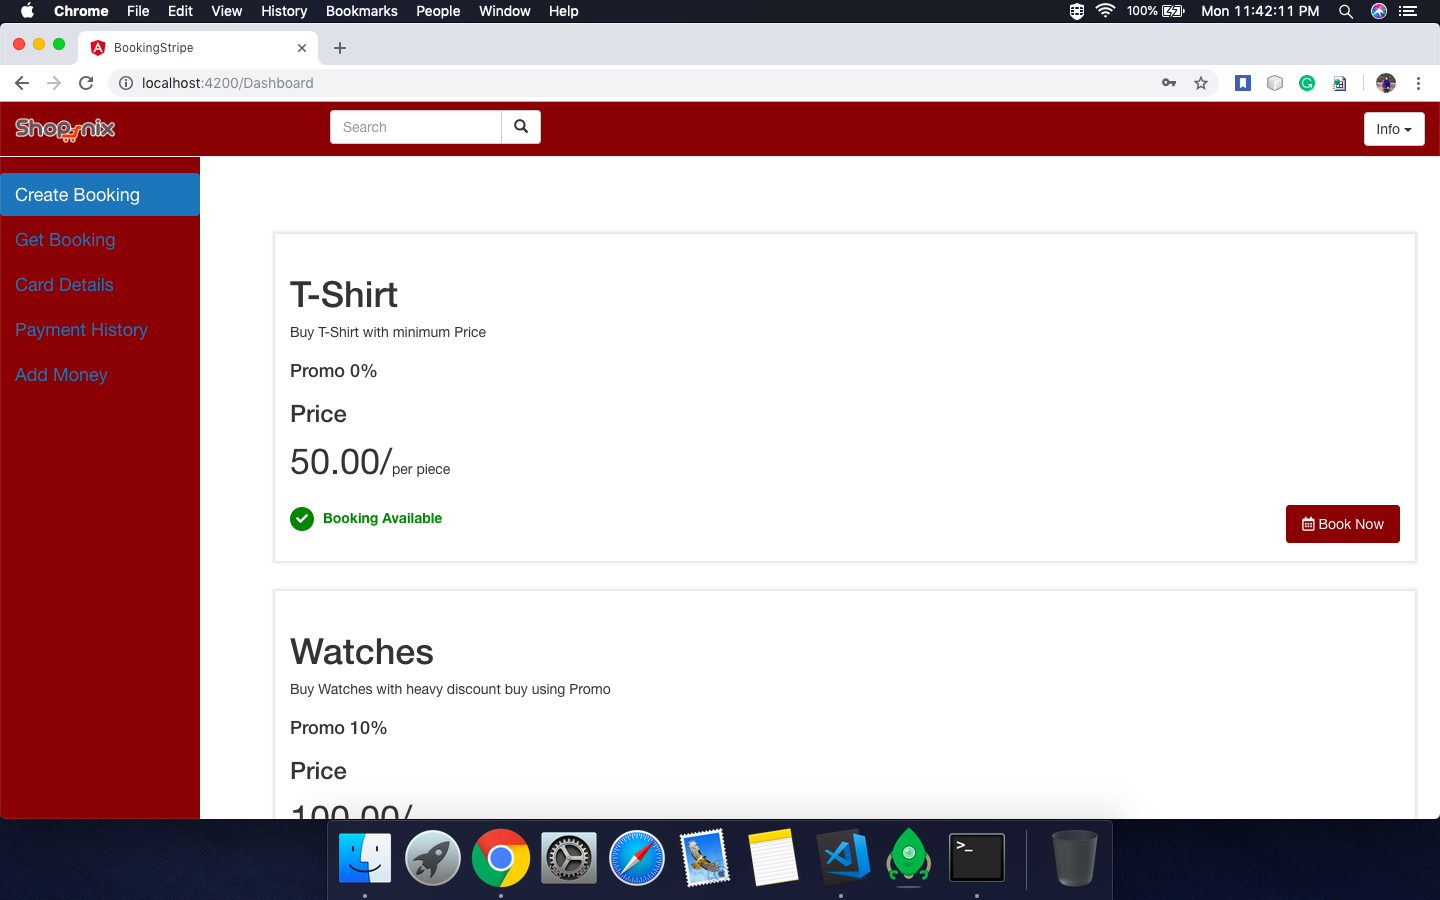 Chrome File Edit View History Bookmarks People Window Help 100% Mon 11:42:11 PM
BookingStripe
localhost:4200/Dashboard
Shopnix Search Info
Create Booking
Get Booking
Card Details
Payment History
Add Money
T-Shirt
Buy T-Shirt with minimum Price
Promo 0%
Price
50.00/per piece
Booking Available
Book Now
Watches
Buy Watches with heavy discount buy using Promo
Promo 10%
Price
100.00/
>_